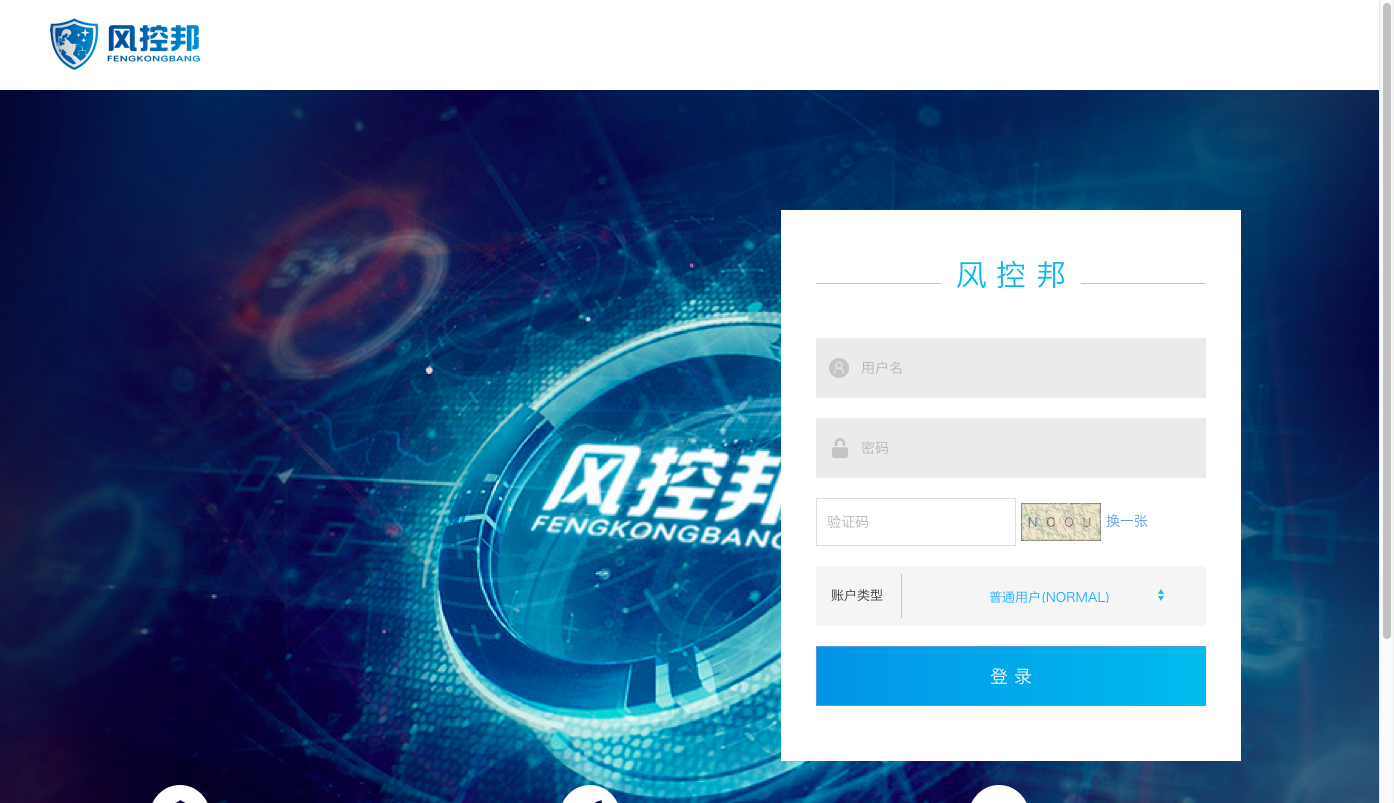 风控邦
FENGKONGBANG
风控邦
用户名
密码
验证码
N C O U
换一张
账户类型
普通用户(NORMAL)
登录
风控邦
FENGKONGBANG